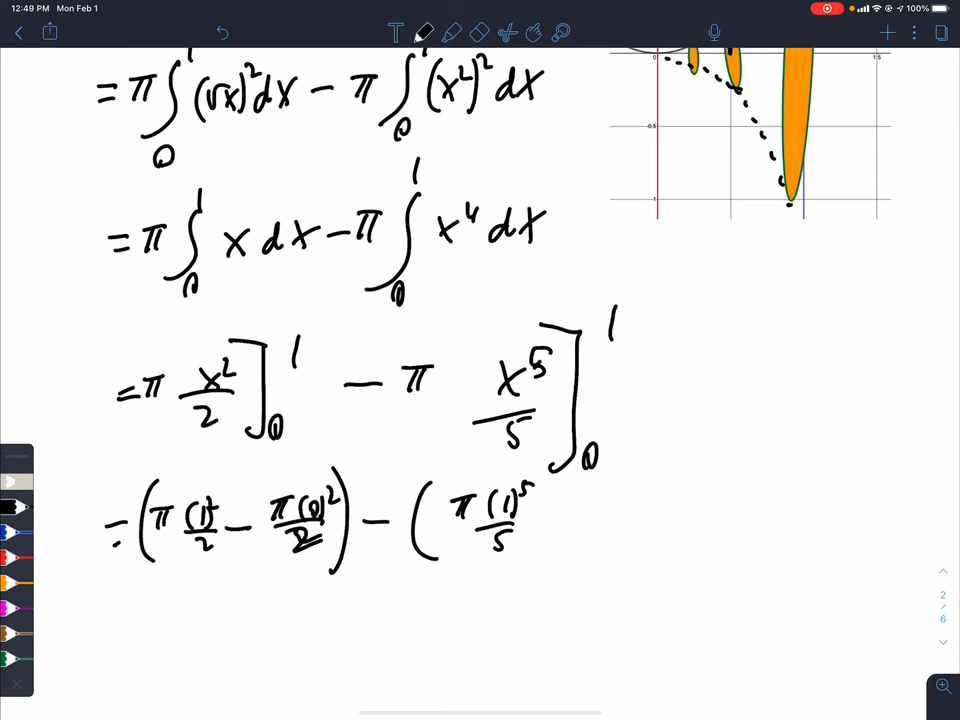 12:49 PM Mon Feb 1
100%
= π ∫₀¹ (√x)² dx − π ∫₀¹ (x²)² dx
1.5
-0.5
= π ∫₀¹ x dx − π ∫₀¹ x⁴ dx
-1
= π x²/2 ]₀¹ − π x⁵/5 ]₀¹
= (π (1)²/2 − π(0)²/2) − (π(1)⁵/5
2
/
6